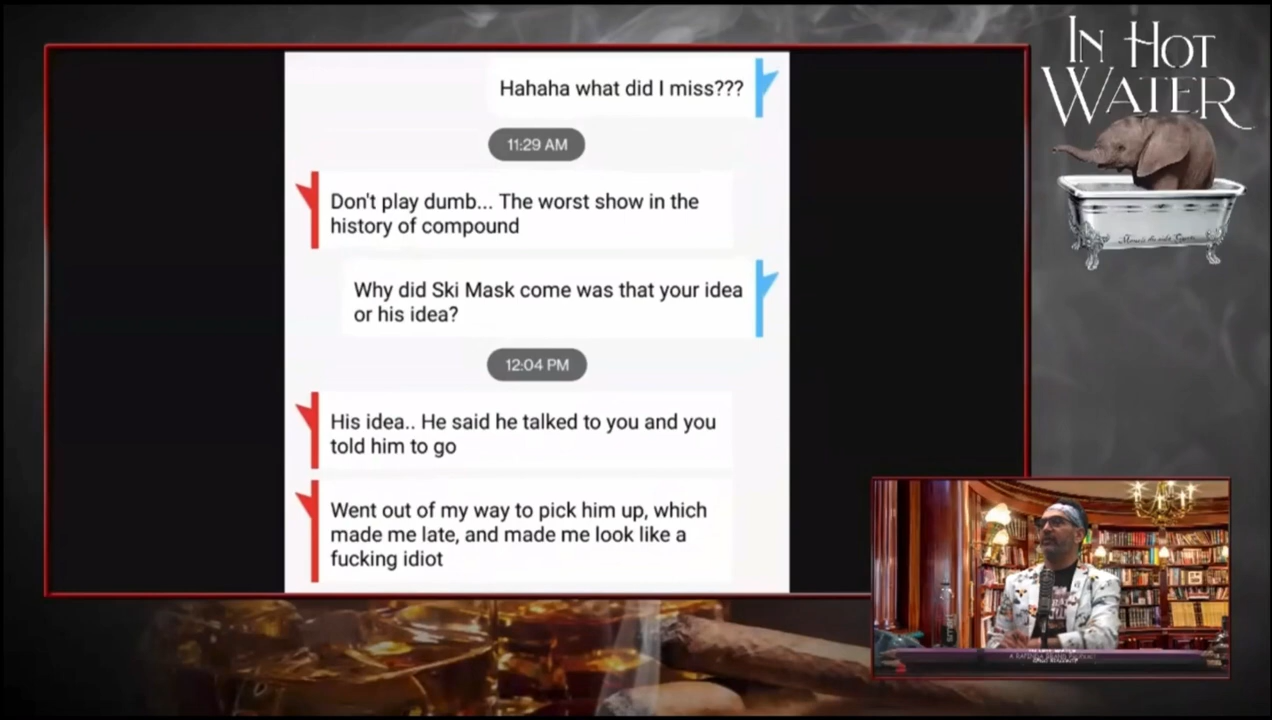 IN HOT
WATER
Hahaha what did I miss???
11:29 AM
Don't play dumb... The worst show in the
history of compound
Why did Ski Mask come was that your idea
or his idea?
12:04 PM
His idea.. He said he talked to you and you
told him to go
Went out of my way to pick him up, which
made me late, and made me look like a
fucking idiot